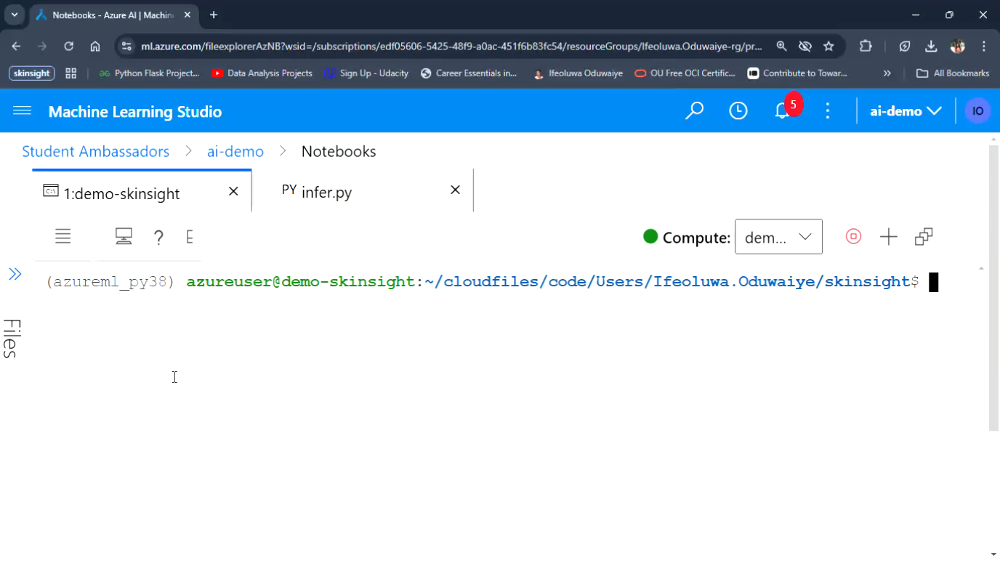 Notebooks - Azure AI | Machin
ml.azure.com/fileexplorerAzNB?wsid=/subscriptions/edf05606-5425-48f9-a0ac-451f6b83fc54/resourceGroups/Ifeoluwa.Oduwaiye-rg/pr...
skinsight
Python Flask Project...
Data Analysis Projects
Sign Up - Udacity
Career Essentials in...
Ifeoluwa Oduwaiye
OU Free OCI Certific...
Contribute to Towar...
» All Bookmarks
Machine Learning Studio
5
ai-demo
IO
Student Ambassadors > ai-demo > Notebooks
1:demo-skinsight
PY infer.py
?
Compute: dem...
(azureml_py38) azureuser@demo-skinsight:~/cloudfiles/code/Users/Ifeoluwa.Oduwaiye/skinsight$
Files